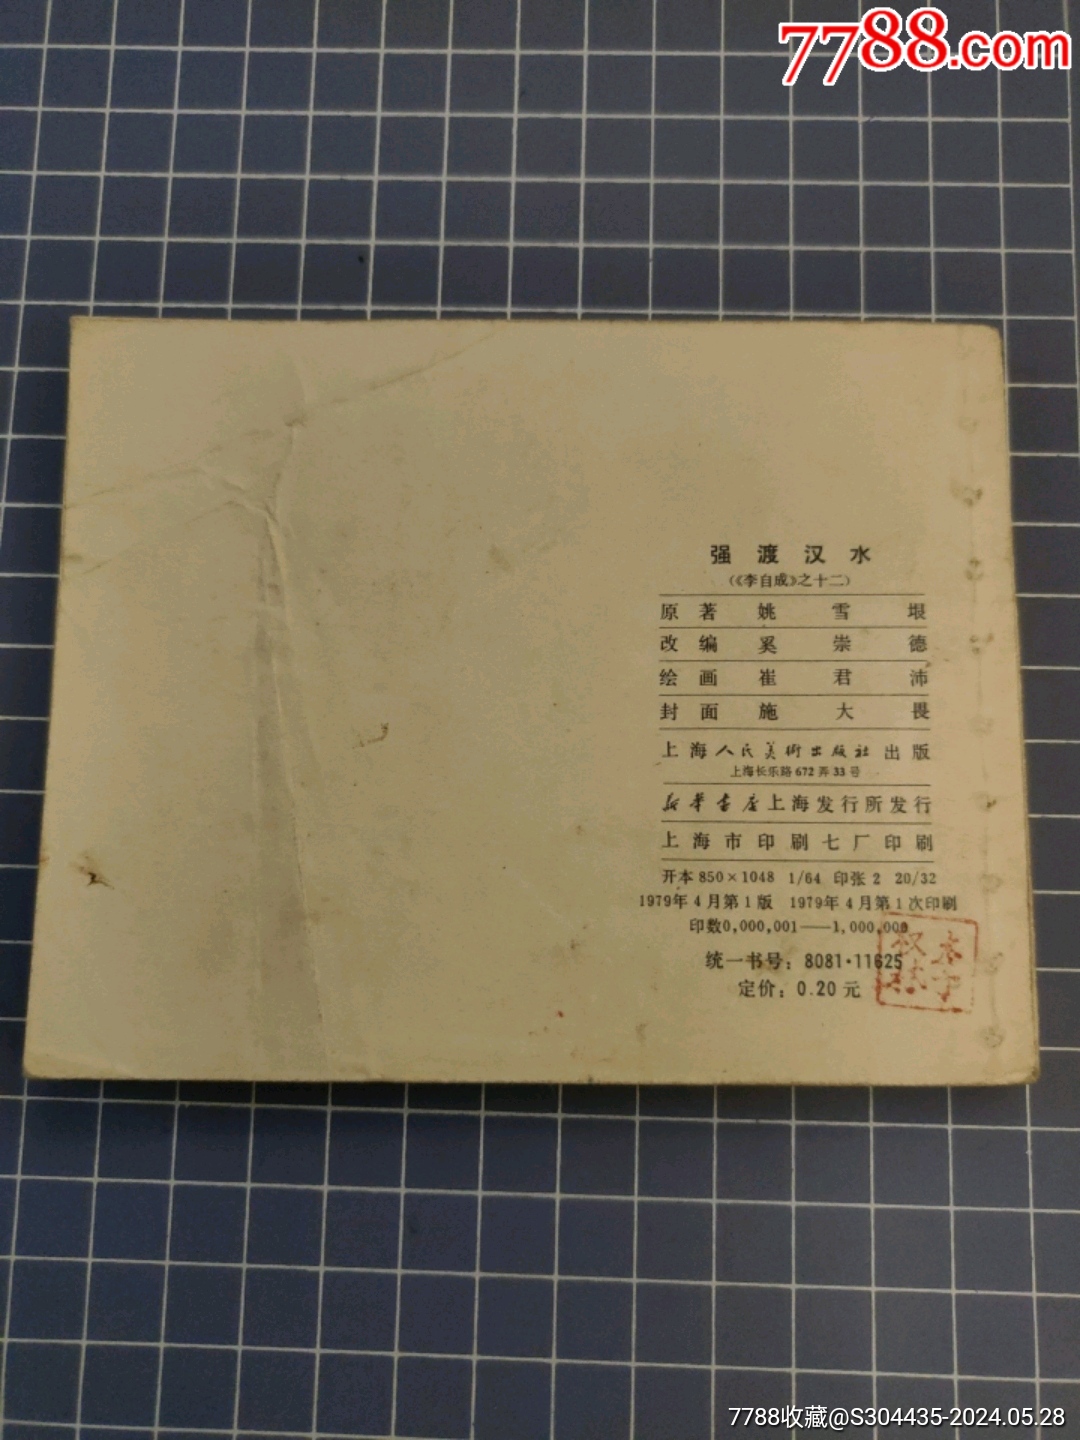 7788.com
强渡汉水
(《李自成》之十二)
原著 姚雪垠
改编 奚崇德
绘画 崔君沛
封面 施大畏
上海人民美术出版社出版
上海长乐路672弄33号
新华书店上海发行所发行
上海市印刷七厂印刷
开本 850×1048 1/64 印张 2 20/32
1979年4月第1版 1979年4月第1次印刷
印数0,000,001——1,000,000
统一书号：8081·11625
定价：0.20元
7788收藏@S304435-2024.05.28